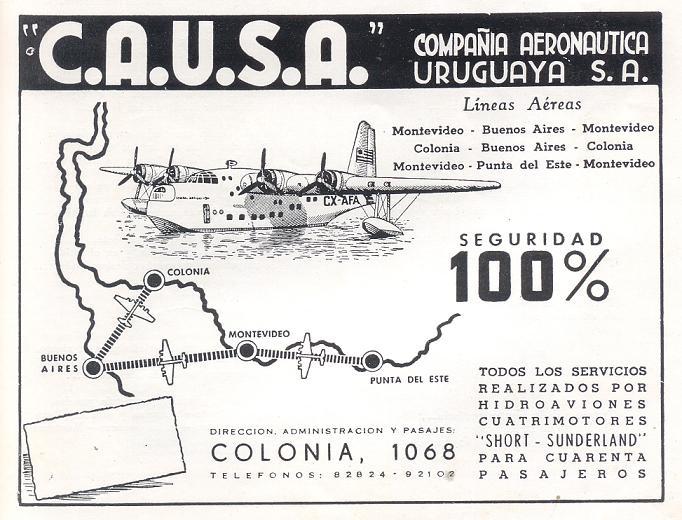 "C.A.U.S.A."
COMPAÑIA AERONAUTICA
URUGUAYA S. A.
Líneas Aéreas
Montevideo - Buenos Aires - Montevideo
Colonia - Buenos Aires - Colonia
Montevideo - Punta del Este - Montevideo
CX-AFA
SEGURIDAD
100%
COLONIA
MONTEVIDEO
BUENOS
AIRES
PUNTA DEL ESTE
TODOS LOS SERVICIOS
REALIZADOS POR
HIDROAVIONES
CUATRIMOTORES
"SHORT - SUNDERLAND"
PARA CUARENTA
PASAJEROS
DIRECCION, ADMINISTRACION Y PASAJES:
COLONIA, 1068
TELEFONOS: 82824 - 92102